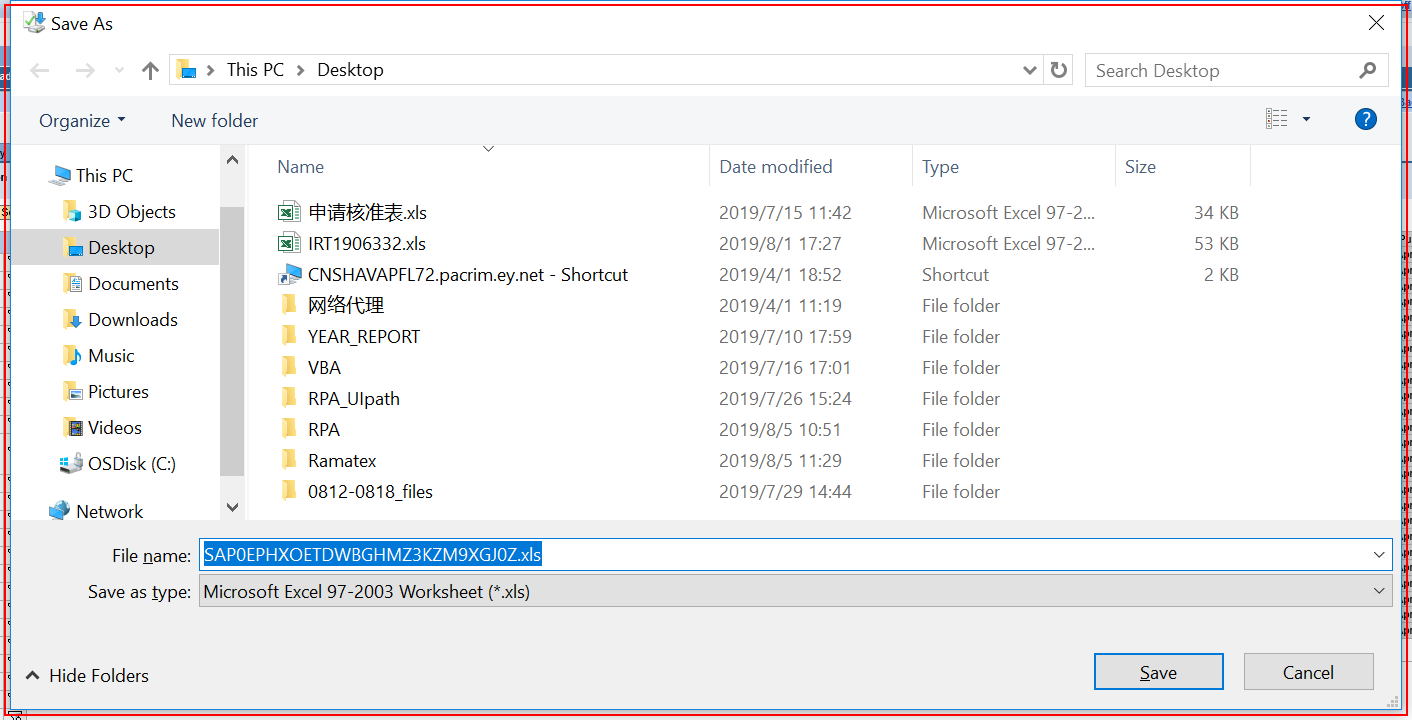 Save As
This PC > Desktop
Search Desktop
Organize
New folder
?
This PC
3D Objects
Desktop
Documents
Downloads
Music
Pictures
Videos
OSDisk (C:)
Network
Name Date modified Type Size
申请核准表.xls 2019/7/15 11:42 Microsoft Excel 97-2... 34 KB
IRT1906332.xls 2019/8/1 17:27 Microsoft Excel 97-2... 53 KB
CNSHAVAPFL72.pacrim.ey.net - Shortcut 2019/4/1 18:52 Shortcut 2 KB
网络代理 2019/4/1 11:19 File folder
YEAR_REPORT 2019/7/10 17:59 File folder
VBA 2019/7/16 17:01 File folder
RPA_UIpath 2019/7/26 15:24 File folder
RPA 2019/8/5 10:51 File folder
Ramatex 2019/8/5 11:29 File folder
0812-0818_files 2019/7/29 14:44 File folder
File name: SAP0EPHXOETDWBGHMZ3KZM9XGJ0Z.xls
Save as type: Microsoft Excel 97-2003 Worksheet (*.xls)
Hide Folders
Save
Cancel